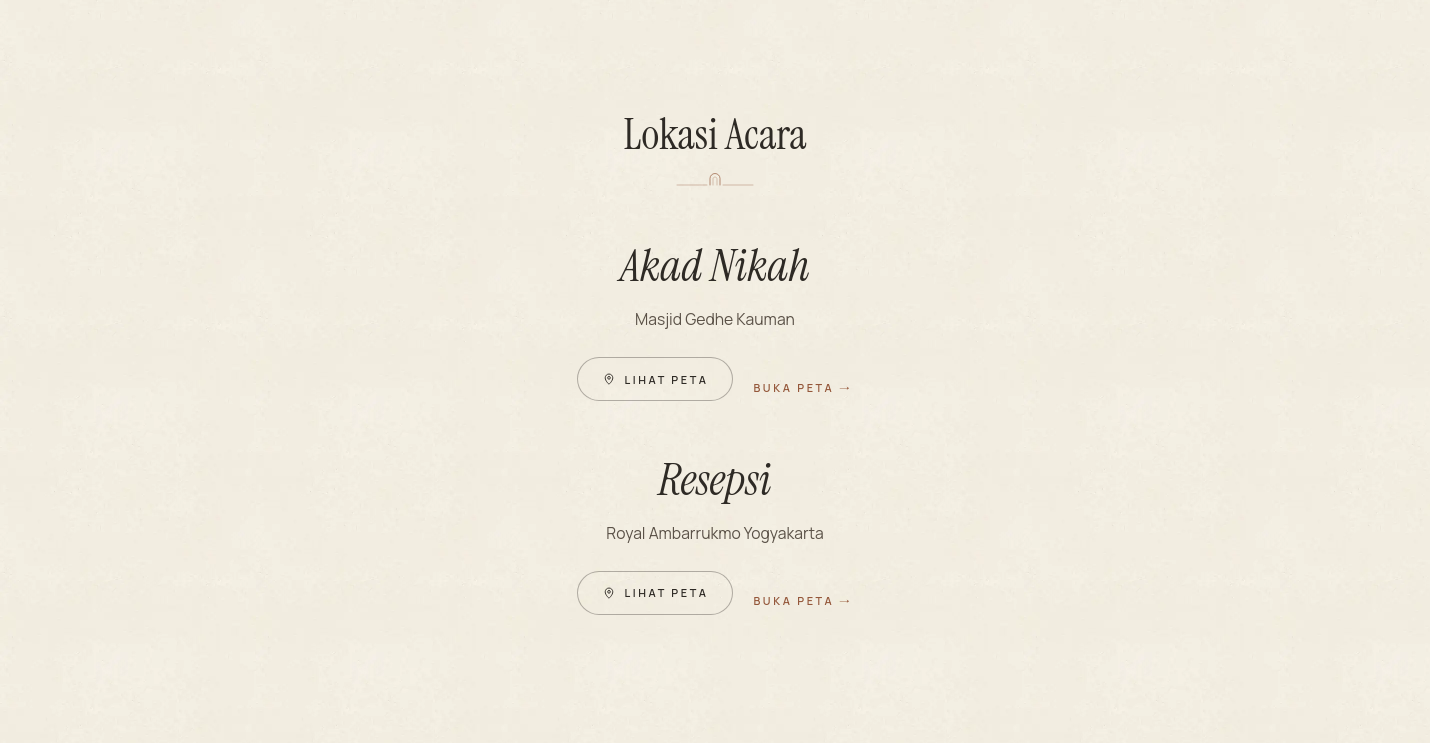 Lokasi Acara
Akad Nikah
Masjid Gedhe Kauman
LIHAT PETA BUKA PETA →
Resepsi
Royal Ambarrukmo Yogyakarta
LIHAT PETA BUKA PETA →